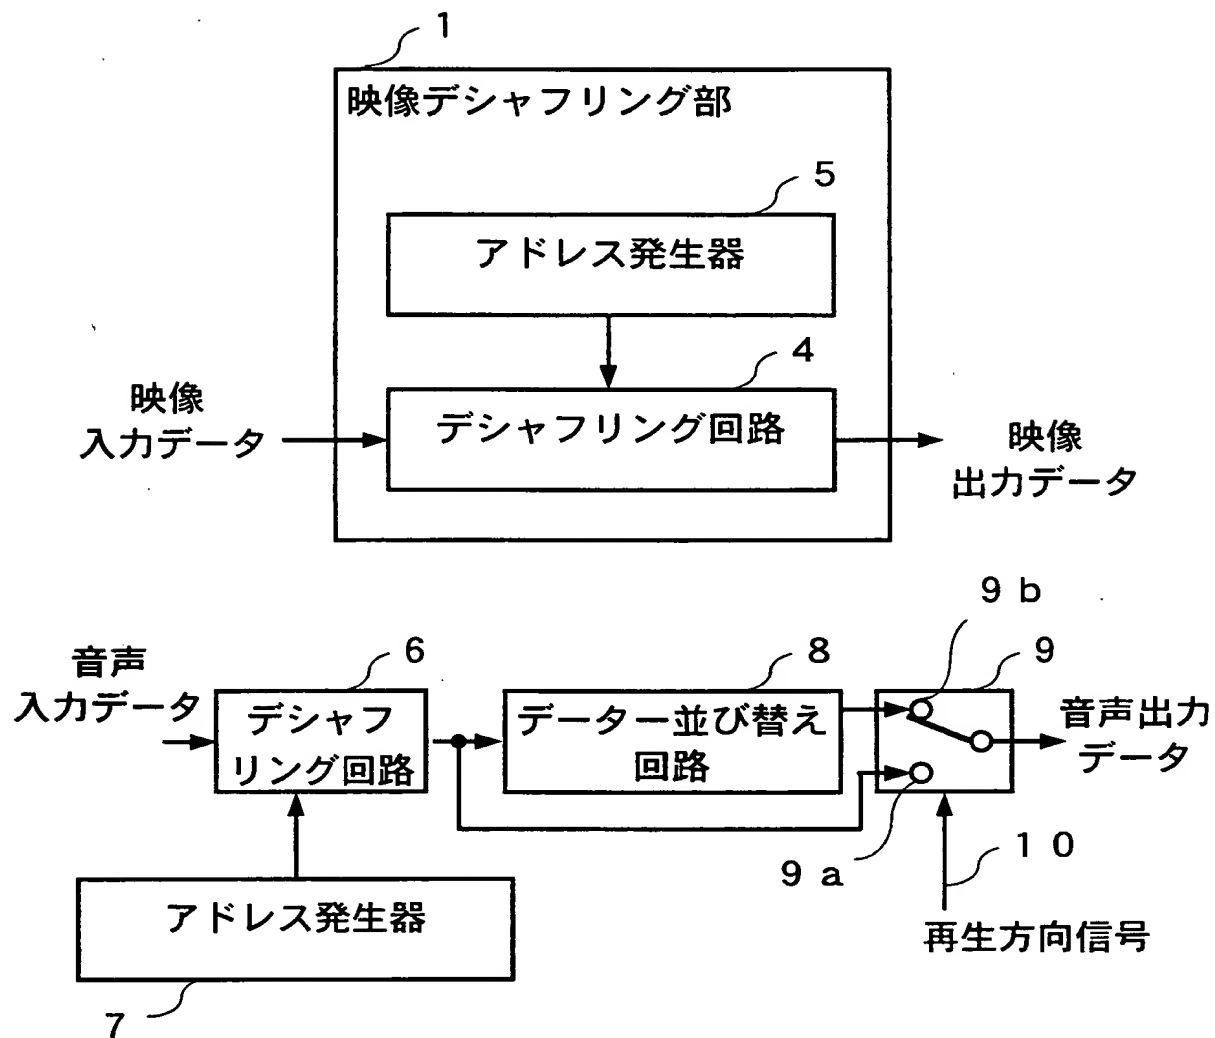 1
映像デシャフリング部
5
アドレス発生器
4
映像
入力データ
デシャフリング回路
映像
出力データ
9b
音声
入力データ
6
8
9
デシャフ
リング回路
データー並び替え
回路
音声出力
データ
9a
10
アドレス発生器
再生方向信号
7